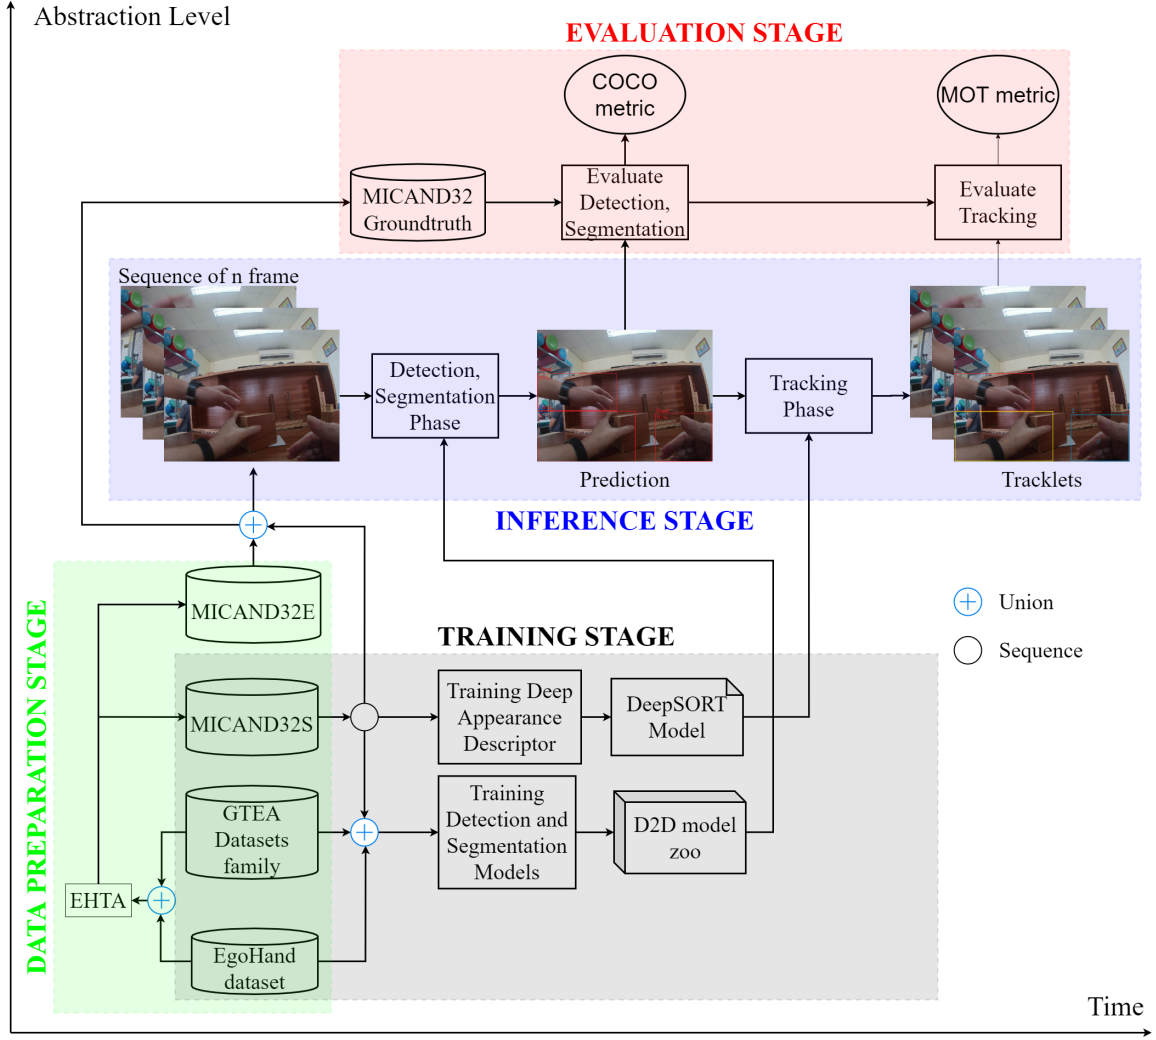 Abstraction Level
EVALUATION STAGE
COCO
metric
MOT metric
MICAND32
Groundtruth
Evaluate
Detection,
Segmentation
Evaluate
Tracking
Sequence of n frame
Detection,
Segmentation
Phase
Prediction
Tracking
Phase
Tracklets
INFERENCE STAGE
DATA PREPARATION STAGE
MICAND32E
MICAND32S
GTEA
Datasets
family
EgoHand
dataset
EHTA
TRAINING STAGE
Training Deep
Appearance
Descriptor
DeepSORT
Model
Training
Detection and
Segmentation
Models
D2D model
zoo
Union
Sequence
Time